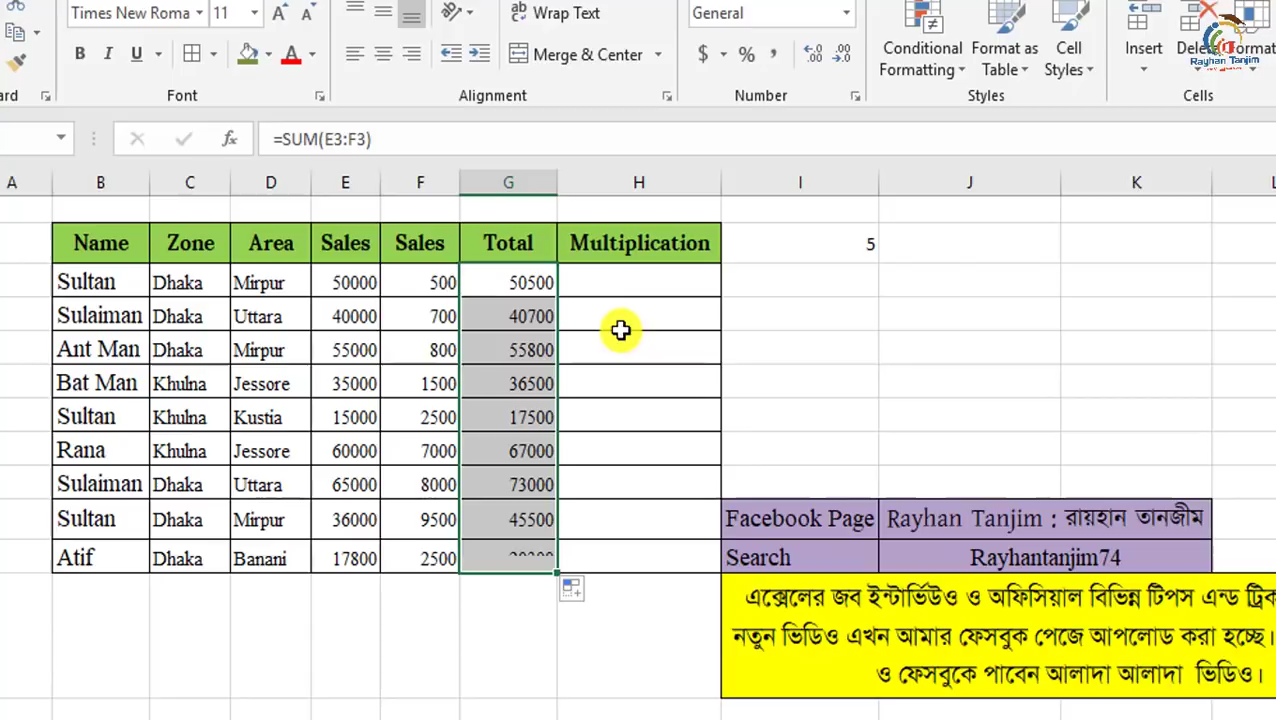 Times New Roma 11 A A ab Wrap Text General
B I U A Merge & Center $ % , Conditional Format as Cell Insert
Formatting Table Styles
Rayhan Tanjim
Font Alignment Number Styles Cells
fx =SUM(E3:F3)
A B C D E F G H I J K
Name Zone Area Sales Sales Total Multiplication 5
Sultan Dhaka Mirpur 50000 500 50500
Sulaiman Dhaka Uttara 40000 700 40700
Ant Man Dhaka Mirpur 55000 800 55800
Bat Man Khulna Jessore 35000 1500 36500
Sultan Khulna Kustia 15000 2500 17500
Rana Khulna Jessore 60000 7000 67000
Sulaiman Dhaka Uttara 65000 8000 73000
Sultan Dhaka Mirpur 36000 9500 45500 Facebook Page Rayhan Tanjim : রায়হান তানজীম
Atif Dhaka Banani 17800 2500 Search Rayhantanjim74
এক্সেলের জব ইন্টার্ভিউও ও অফিসিয়াল বিভিন্ন টিপস এন্ড ট্রিক
নতুন ভিডিও এখন আমার ফেসবুক পেজে আপলোড করা হচ্ছে।
ও ফেসবুকে পাবেন আলাদা আলাদা ভিডিও।